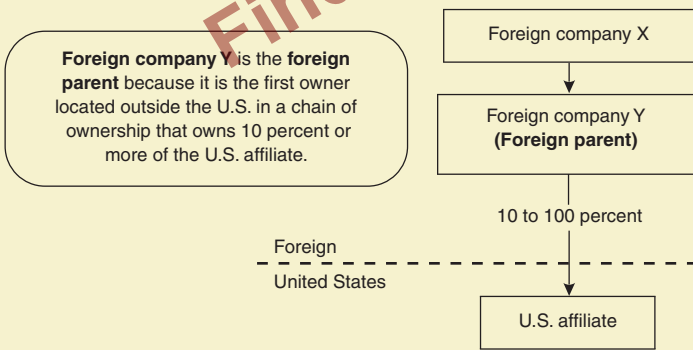 Foreign company Y is the foreign
parent because it is the first owner
located outside the U.S. in a chain of
ownership that owns 10 percent or
more of the U.S. affiliate.
Foreign company X
Foreign company Y
(Foreign parent)
10 to 100 percent
Foreign
United States
U.S. affiliate